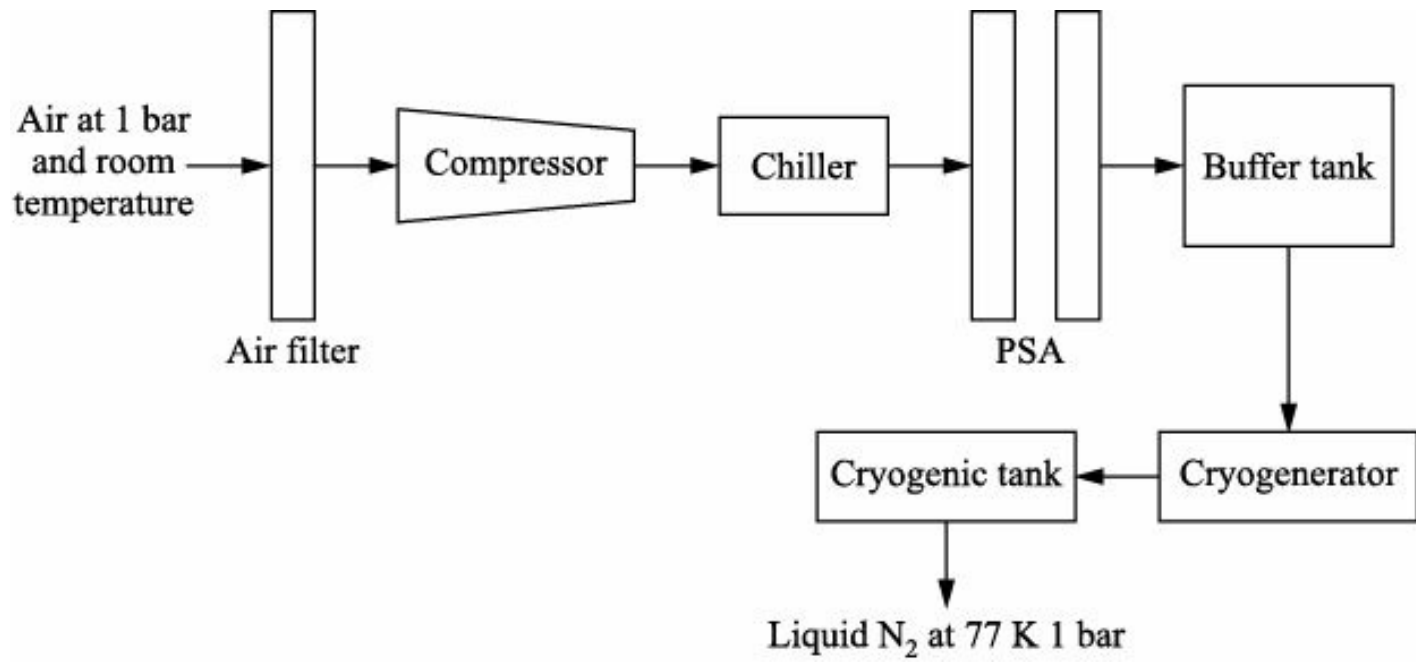 Air at 1 bar
and room
temperature
Air filter
Compressor
Chiller
PSA
Buffer tank
Cryogenerator
Cryogenic tank
Liquid N₂ at 77 K 1 bar